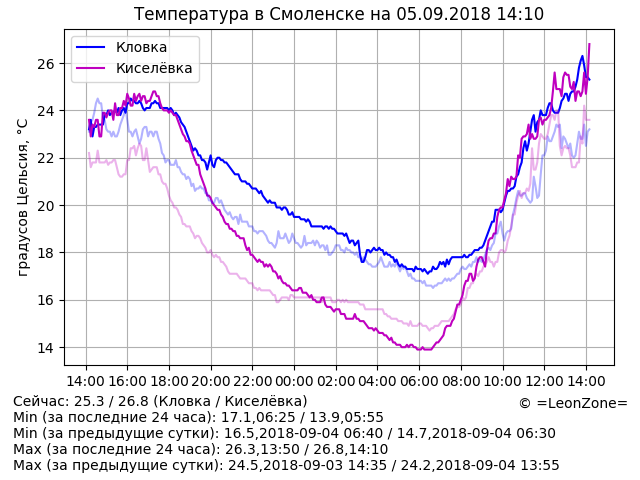 Температура в Смоленске на 05.09.2018 14:10
Кловка
Киселёвка
градусов Цельсия, °C
26
24
22
20
18
16
14
14:00 16:00 18:00 20:00 22:00 00:00 02:00 04:00 06:00 08:00 10:00 12:00 14:00
Сейчас: 25.3 / 26.8 (Кловка / Киселёвка)
© =LeonZone=
Min (за последние 24 часа): 17.1,06:25 / 13.9,05:55
Min (за предыдущие сутки): 16.5,2018-09-04 06:40 / 14.7,2018-09-04 06:30
Max (за последние 24 часа): 26.3,13:50 / 26.8,14:10
Max (за предыдущие сутки): 24.5,2018-09-03 14:35 / 24.2,2018-09-04 13:55